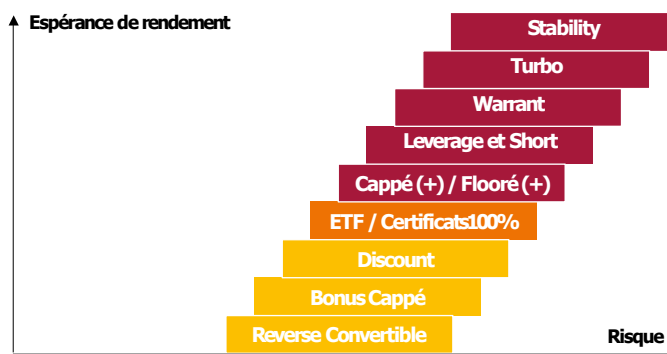 Espérance de rendement
Stability
Turbo
Warrant
Leverage et Short
Cappé (+) / Flooré (+)
ETF / Certificats100%
Discount
Bonus Cappé
Reverse Convertible
Risque